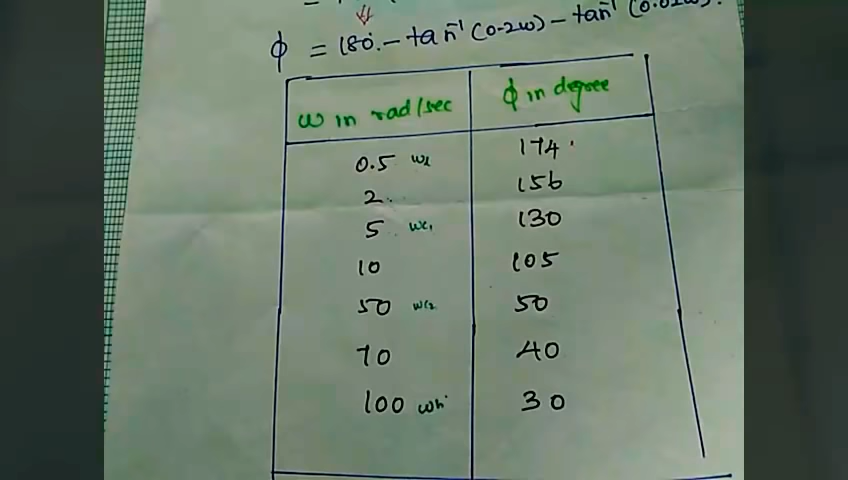 ϕ = 180° - tan⁻¹ (0.2ω) - tan⁻¹ (0.02ω).
ω in rad/sec ϕ in degree
0.5 ωl 174
2 156
5 ωc₁ 130
10 105
50 ωc₂ 50
70 40
100 ωh 30